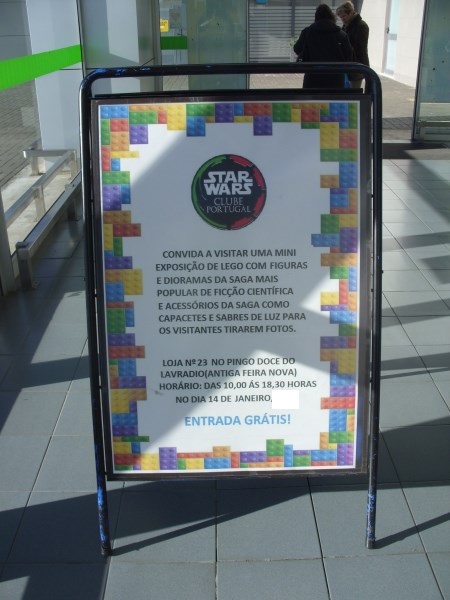 STAR
WARS
CLUBE
PORTUGAL
CONVIDA A VISITAR UMA MINI
EXPOSIÇÃO DE LEGO COM FIGURAS
E DIORAMAS DA SAGA MAIS
POPULAR DE FICÇÃO CIENTÍFICA
E ACESSÓRIOS DA SAGA COMO
CAPACETES E SABRES DE LUZ PARA
OS VISITANTES TIRAREM FOTOS.
LOJA Nº23 NO PINGO DOCE DO
LAVRADIO(ANTIGA FEIRA NOVA)
HORÁRIO: DAS 10,00 ÁS 18,30 HORAS
NO DIA 14 DE JANEIRO,
ENTRADA GRÁTIS!